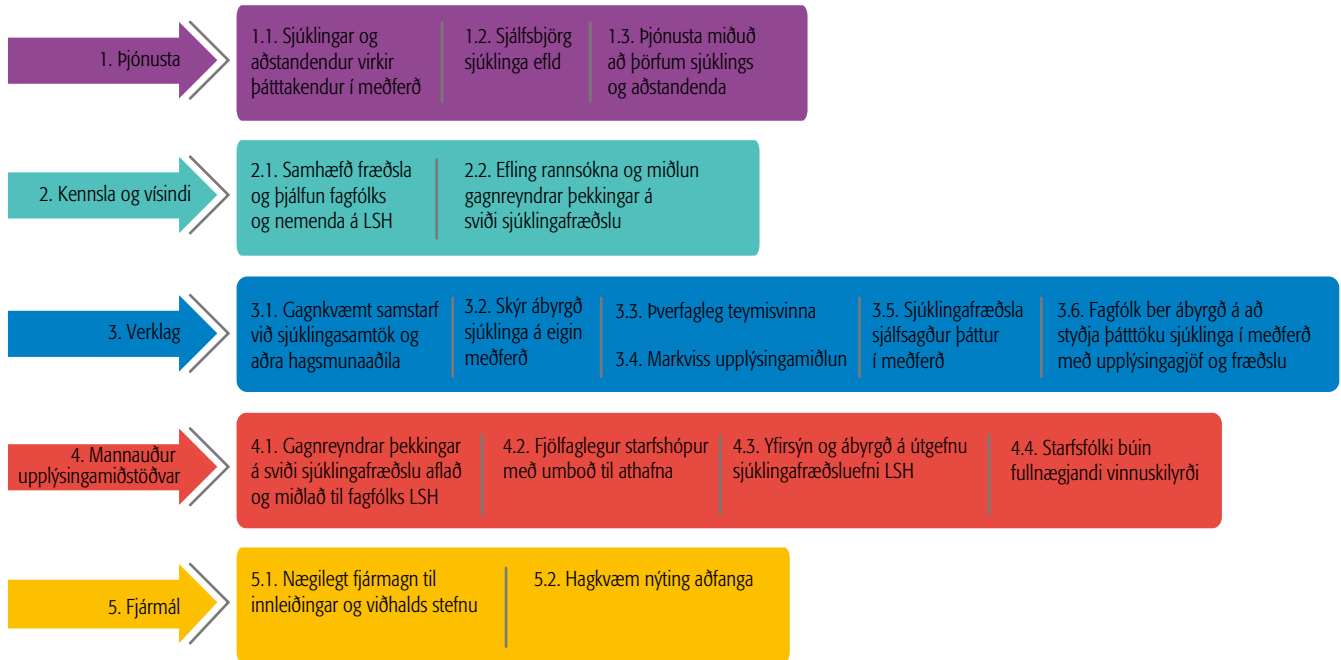 1. Þjónusta
1.1. Sjúklingar og
aðstandendur virkir
þátttakendur í meðferð
1.2. Sjálfsbjörg
sjúklinga efld
1.3. Þjónusta miðuð
að þörfum sjúklings
og aðstandenda
2. Kennsla og vísindi
2.1. Samhæfð fræðsla
og þjálfun fagfólks
og nemenda á LSH
2.2. Efling rannsókna og miðlun
gagnreyndrar þekkingar á
sviði sjúklingafræðslu
3. Verklag
3.1. Gagnkvæmt samstarf
við sjúklingasamtök og
aðra hagsmunaaðila
3.2. Skýr ábyrgð
sjúklinga á eigin
meðferð
3.3. Þverfagleg teymisvinna
3.4. Markviss upplýsingamiðlun
3.5. Sjúklingafræðsla
sjálfsagður þáttur
í meðferð
3.6. Fagfólk ber ábyrgð á að
styðja þátttöku sjúklinga í meðferð
með upplýsingagjöf og fræðslu
4. Mannauður
upplýsingamiðstöðvar
4.1. Gagnreyndrar þekkingar
á sviði sjúklingafræðslu aflað
og miðlað til fagfólks LSH
4.2. Fjölfaglegur starfshópur
með umboð til athafna
4.3. Yfirsýn og ábyrgð á útgefnu
sjúklingafræðsluefni LSH
4.4. Starfsfólki búin
fullnægjandi vinnuskilyrði
5. Fjármál
5.1. Nægilegt fjármagn til
innleiðingar og viðhalds stefnu
5.2. Hagkvæm nýting aðfanga